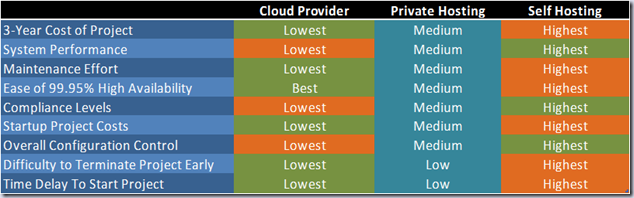 Cloud Provider Private Hosting Self Hosting
3-Year Cost of Project Lowest Medium Highest
System Performance Lowest Medium Highest
Maintenance Effort Lowest Medium Highest
Ease of 99.95% High Availability Best Medium Highest
Compliance Levels Lowest Medium Highest
Startup Project Costs Lowest Medium Highest
Overall Configuration Control Lowest Medium Highest
Difficulty to Terminate Project Early Lowest Low Highest
Time Delay To Start Project Lowest Low Highest